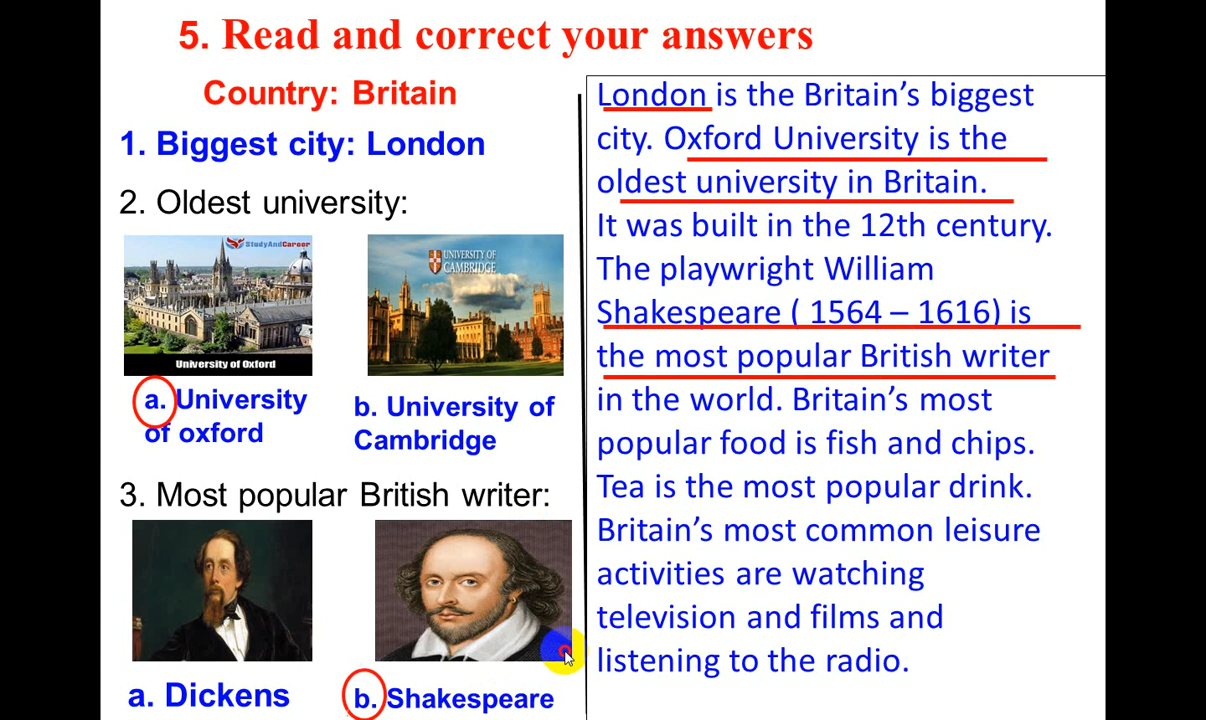 5. Read and correct your answers
Country: Britain
1. Biggest city: London
2. Oldest university:
StudyAndCareer
University of Oxford
UNIVERSITY OF
CAMBRIDGE
a. University
of oxford
b. University of
Cambridge
3. Most popular British writer:
a. Dickens
b. Shakespeare
London is the Britain's biggest
city. Oxford University is the
oldest university in Britain.
It was built in the 12th century.
The playwright William
Shakespeare ( 1564 – 1616) is
the most popular British writer
in the world. Britain's most
popular food is fish and chips.
Tea is the most popular drink.
Britain's most common leisure
activities are watching
television and films and
listening to the radio.